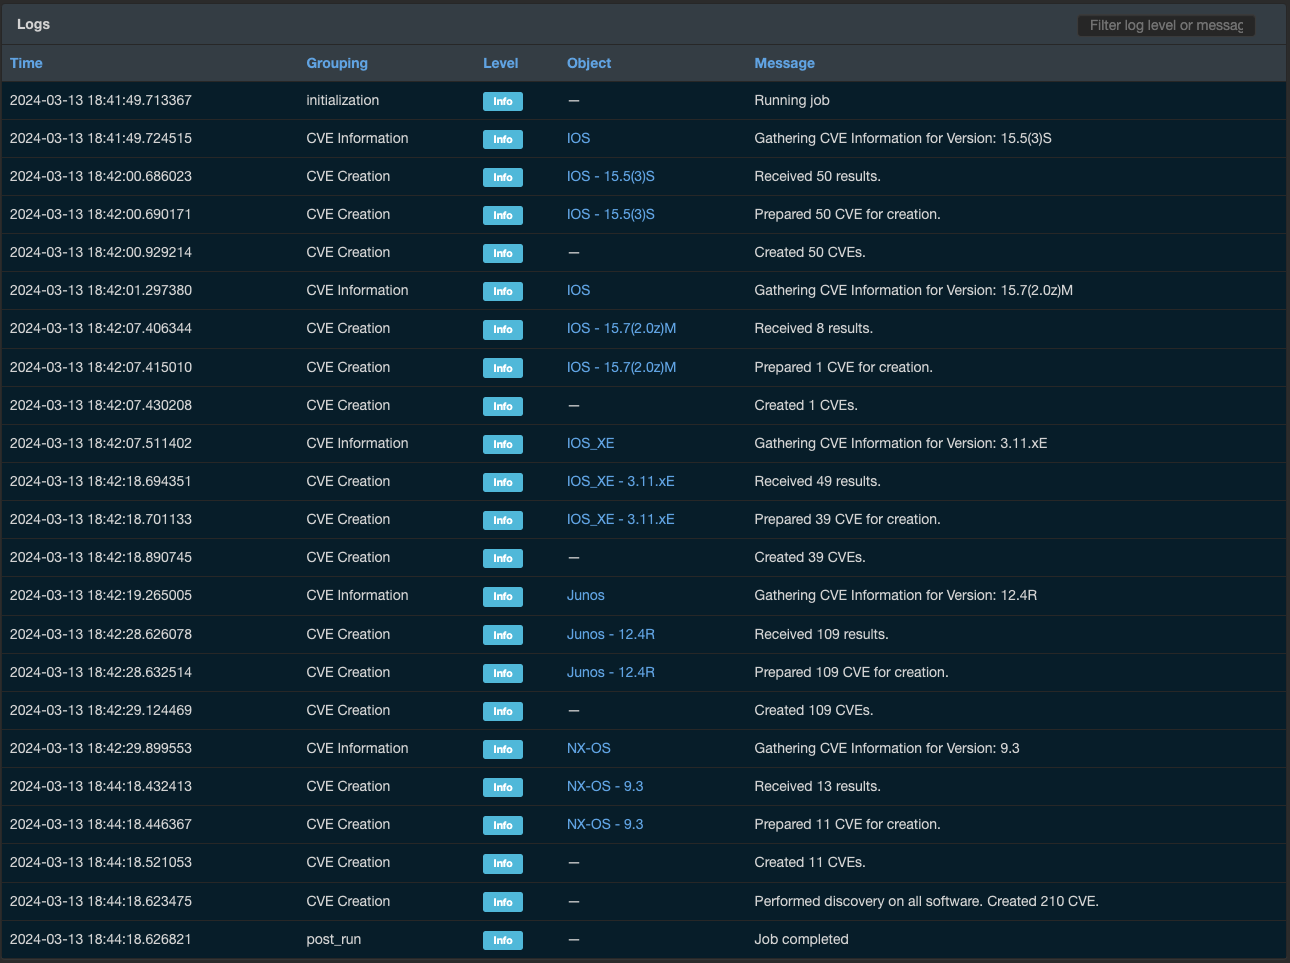 Logs
Filter log level or messag
Time Grouping Level Object Message
2024-03-13 18:41:49.713367 initialization Info — Running job
2024-03-13 18:41:49.724515 CVE Information Info IOS Gathering CVE Information for Version: 15.5(3)S
2024-03-13 18:42:00.686023 CVE Creation Info IOS - 15.5(3)S Received 50 results.
2024-03-13 18:42:00.690171 CVE Creation Info IOS - 15.5(3)S Prepared 50 CVE for creation.
2024-03-13 18:42:00.929214 CVE Creation Info — Created 50 CVEs.
2024-03-13 18:42:01.297380 CVE Information Info IOS Gathering CVE Information for Version: 15.7(2.0z)M
2024-03-13 18:42:07.406344 CVE Creation Info IOS - 15.7(2.0z)M Received 8 results.
2024-03-13 18:42:07.415010 CVE Creation Info IOS - 15.7(2.0z)M Prepared 1 CVE for creation.
2024-03-13 18:42:07.430208 CVE Creation Info — Created 1 CVEs.
2024-03-13 18:42:07.511402 CVE Information Info IOS_XE Gathering CVE Information for Version: 3.11.xE
2024-03-13 18:42:18.694351 CVE Creation Info IOS_XE - 3.11.xE Received 49 results.
2024-03-13 18:42:18.701133 CVE Creation Info IOS_XE - 3.11.xE Prepared 39 CVE for creation.
2024-03-13 18:42:18.890745 CVE Creation Info — Created 39 CVEs.
2024-03-13 18:42:19.265005 CVE Information Info Junos Gathering CVE Information for Version: 12.4R
2024-03-13 18:42:28.626078 CVE Creation Info Junos - 12.4R Received 109 results.
2024-03-13 18:42:28.632514 CVE Creation Info Junos - 12.4R Prepared 109 CVE for creation.
2024-03-13 18:42:29.124469 CVE Creation Info — Created 109 CVEs.
2024-03-13 18:42:29.899553 CVE Information Info NX-OS Gathering CVE Information for Version: 9.3
2024-03-13 18:44:18.432413 CVE Creation Info NX-OS - 9.3 Received 13 results.
2024-03-13 18:44:18.446367 CVE Creation Info NX-OS - 9.3 Prepared 11 CVE for creation.
2024-03-13 18:44:18.521053 CVE Creation Info — Created 11 CVEs.
2024-03-13 18:44:18.623475 CVE Creation Info — Performed discovery on all software. Created 210 CVE.
2024-03-13 18:44:18.626821 post_run Info — Job completed